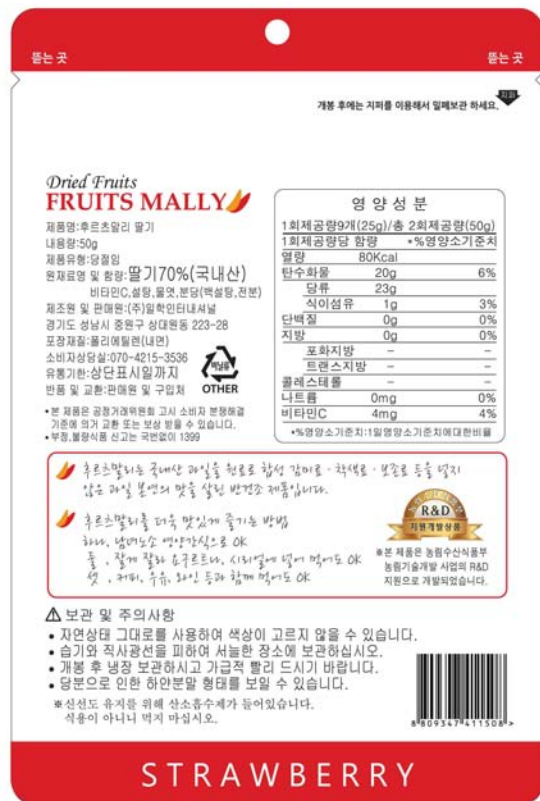 뜯는 곳
뜯는 곳
지퍼
개봉 후에는 지퍼를 이용해서 밀폐보관 하세요.
Dried Fruits
FRUITS MALLY
제품명:후르츠말리 딸기
내용량:50g
제품유형:당절임
원재료명 및 함량:딸기70%(국내산)
비타민C,설탕,물엿,분당(백설탕,전분)
제조원 및 판매원:(주)일학인터내셔널
경기도 성남시 중원구 상대원동 223-28
포장재질:폴리에틸렌(내면)
소비자상담실:070-4215-3536
유통기한:상단표시일까지
반품 및 교환:판매원 및 구입처
비닐류
OTHER
• 본 제품은 공정거래위원회 고시 소비자 분쟁해결
기준에 의거 교환 또는 보상 받을 수 있습니다.
• 부정,불량식품 신고는 국번없이 1399
영 양 성 분
1회제공량9개(25g)/총 2회제공량(50g)
1회제공량당 함량 *%영양소기준치
열량 80Kcal
탄수화물 20g 6%
당류 23g
식이섬유 1g 3%
단백질 0g 0%
지방 0g 0%
포화지방 – –
트랜스지방 – –
콜레스테롤 – –
나트륨 0mg 0%
비타민C 4mg 4%
*%영양소기준치:1일영양소기준치에대한비율
후르츠말리는 국내산 과일을 원료로 합성 감미료·착색료·보존료 등을 넣지
않은 과일 본연의 맛을 살린 반건조 제품입니다.
후르츠말리를 더욱 맛있게 즐기는 방법
하나, 남녀노소 영양간식으로 OK
둘, 잘게 잘라 요구르트나, 시리얼에 넣어 먹어도 OK
셋, 커피, 우유, 와인 등과 함께 먹어도 OK
R&D
지원개발상품
※본 제품은 농림수산식품부
농림기술개발 사업의 R&D
지원으로 개발되었습니다.
보관 및 주의사항
• 자연상태 그대로를 사용하여 색상이 고르지 않을 수 있습니다.
• 습기와 직사광선을 피하여 서늘한 장소에 보관하십시오.
• 개봉 후 냉장 보관하시고 가급적 빨리 드시기 바랍니다.
• 당분으로 인한 하얀분말 형태를 보일 수 있습니다.
※신선도 유지를 위해 산소흡수제가 들어있습니다.
식용이 아니니 먹지 마십시오.
8 809347 411508 >
STRAWBERRY